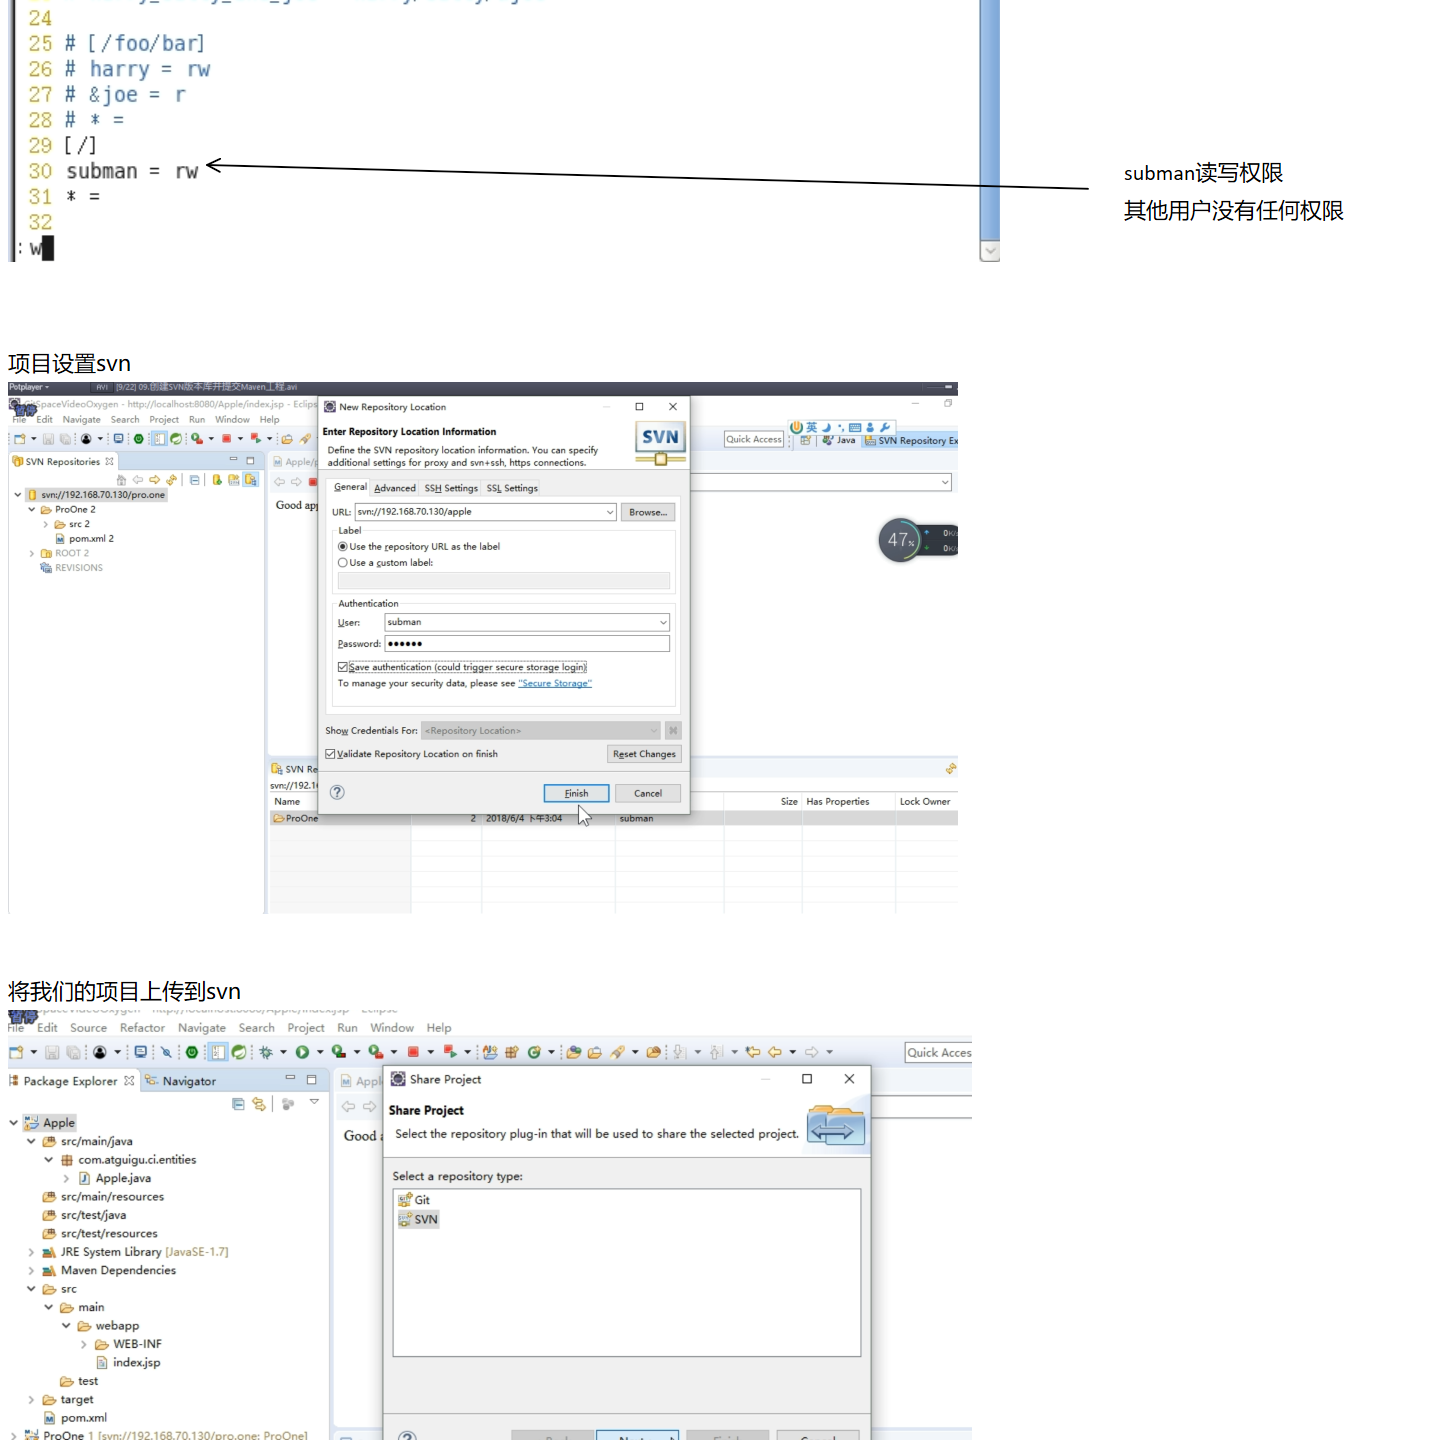 24
25 # [/foo/bar]
26 # harry = rw
27 # &joe = r
28 # * =
29 [/]
30 subman = rw
31 * =
32
:w
subman读写权限
其他用户没有任何权限
项目设置svn
Potplayer
AVI [9/22] 09.创建SVN版本库并提交Maven工程.avi
SpaceVideoOxygen - http://localhost:8080/Apple/index.jsp - Eclips
暂停
File Edit Navigate Search Project Run Window Help
Quick Access
英
Java
SVN Repository Ex
SVN Repositories
svn://192.168.70.130/pro.one
ProOne 2
src 2
pom.xml 2
ROOT 2
REVISIONS
Apple/p
Good app
New Repository Location
Enter Repository Location Information
Define the SVN repository location information. You can specify
additional settings for proxy and svn+ssh, https connections.
SVN
General Advanced SSH Settings SSL Settings
URL: svn://192.168.70.130/apple
Browse...
Label
Use the repository URL as the label
Use a custom label:
Authentication
User: subman
Password: ●●●●●●
Save authentication (could trigger secure storage login)
To manage your security data, please see "Secure Storage"
Show Credentials For: <Repository Location>
Validate Repository Location on finish
Reset Changes
Finish
Cancel
47%
0K/s
0K/s
SVN Re
svn://192.1
Name Size Has Properties Lock Owner
ProOne 2 2018/6/4 下午3:04 subman
将我们的项目上传到svn
暂停
File Edit Source Refactor Navigate Search Project Run Window Help
Quick Acces
Package Explorer
Navigator
Apple
src/main/java
com.atguigu.ci.entities
Apple.java
src/main/resources
src/test/java
src/test/resources
JRE System Library [JavaSE-1.7]
Maven Dependencies
src
main
webapp
WEB-INF
index.jsp
test
target
pom.xml
ProOne 1 [svn://192.168.70.130/pro.one: ProOne]
Appl
Good a
Share Project
Share Project
Select the repository plug-in that will be used to share the selected project.
Select a repository type:
Git
SVN